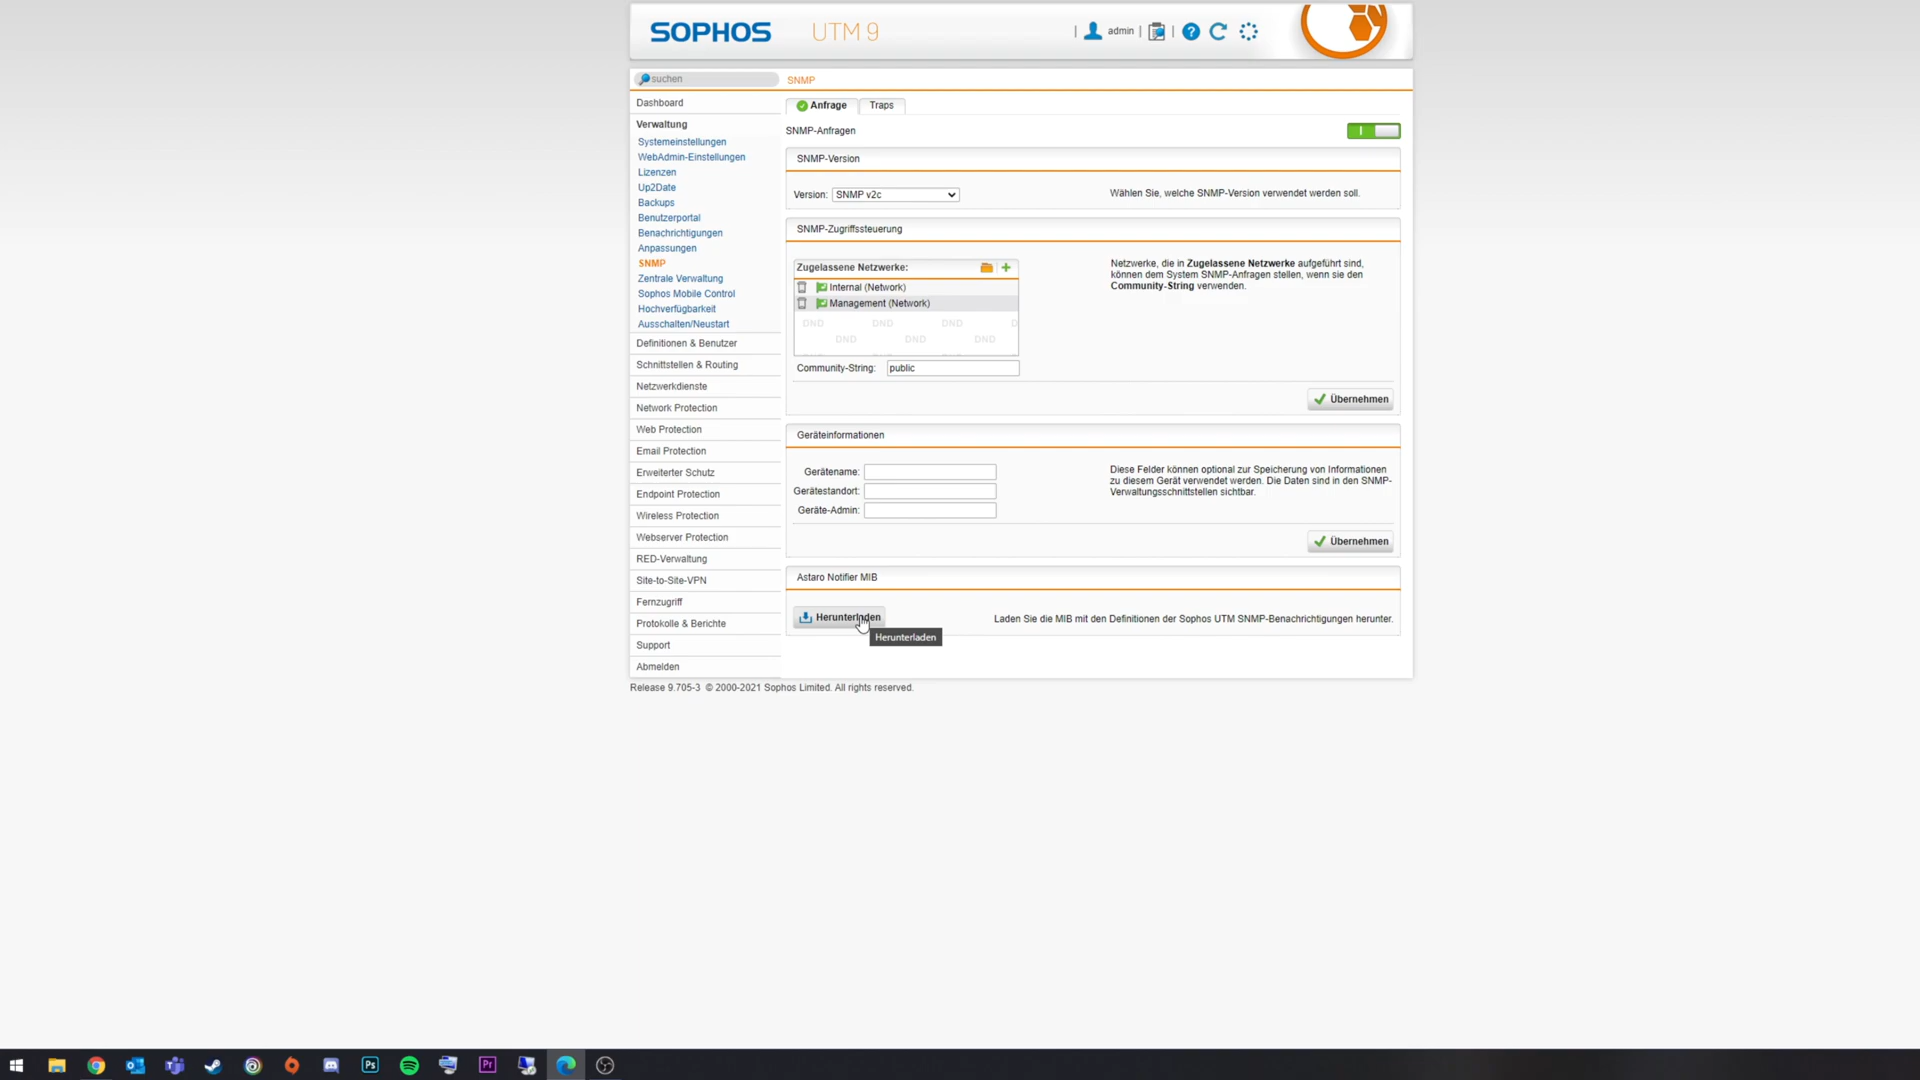 SOPHOS UTM 9
| admin | |
suchen
SNMP
Dashboard
Verwaltung
Systemeinstellungen
WebAdmin-Einstellungen
Lizenzen
Up2Date
Backups
Benutzerportal
Benachrichtigungen
Anpassungen
SNMP
Zentrale Verwaltung
Sophos Mobile Control
Hochverfügbarkeit
Ausschalten/Neustart
Definitionen & Benutzer
Schnittstellen & Routing
Netzwerkdienste
Network Protection
Web Protection
Email Protection
Erweiterter Schutz
Endpoint Protection
Wireless Protection
Webserver Protection
RED-Verwaltung
Site-to-Site-VPN
Fernzugriff
Protokolle & Berichte
Support
Abmelden
Anfrage Traps
SNMP-Anfragen
SNMP-Version
Version: SNMP v2c
Wählen Sie, welche SNMP-Version verwendet werden soll.
SNMP-Zugriffssteuerung
Zugelassene Netzwerke:
Internal (Network)
Management (Network)
DND DND DND D
DND DND DND
Community-String: public
Netzwerke, die in Zugelassene Netzwerke aufgeführt sind,
können dem System SNMP-Anfragen stellen, wenn sie den
Community-String verwenden.
Übernehmen
Geräteinformationen
Gerätename:
Gerätestandort:
Geräte-Admin:
Diese Felder können optional zur Speicherung von Informationen
zu diesem Gerät verwendet werden. Die Daten sind in den SNMP-
Verwaltungsschnittstellen sichtbar.
Übernehmen
Astaro Notifier MIB
Herunterladen
Laden Sie die MIB mit den Definitionen der Sophos UTM SNMP-Benachrichtigungen herunter.
Herunterladen
Release 9.705-3 © 2000-2021 Sophos Limited. All rights reserved.
Ps
Pr